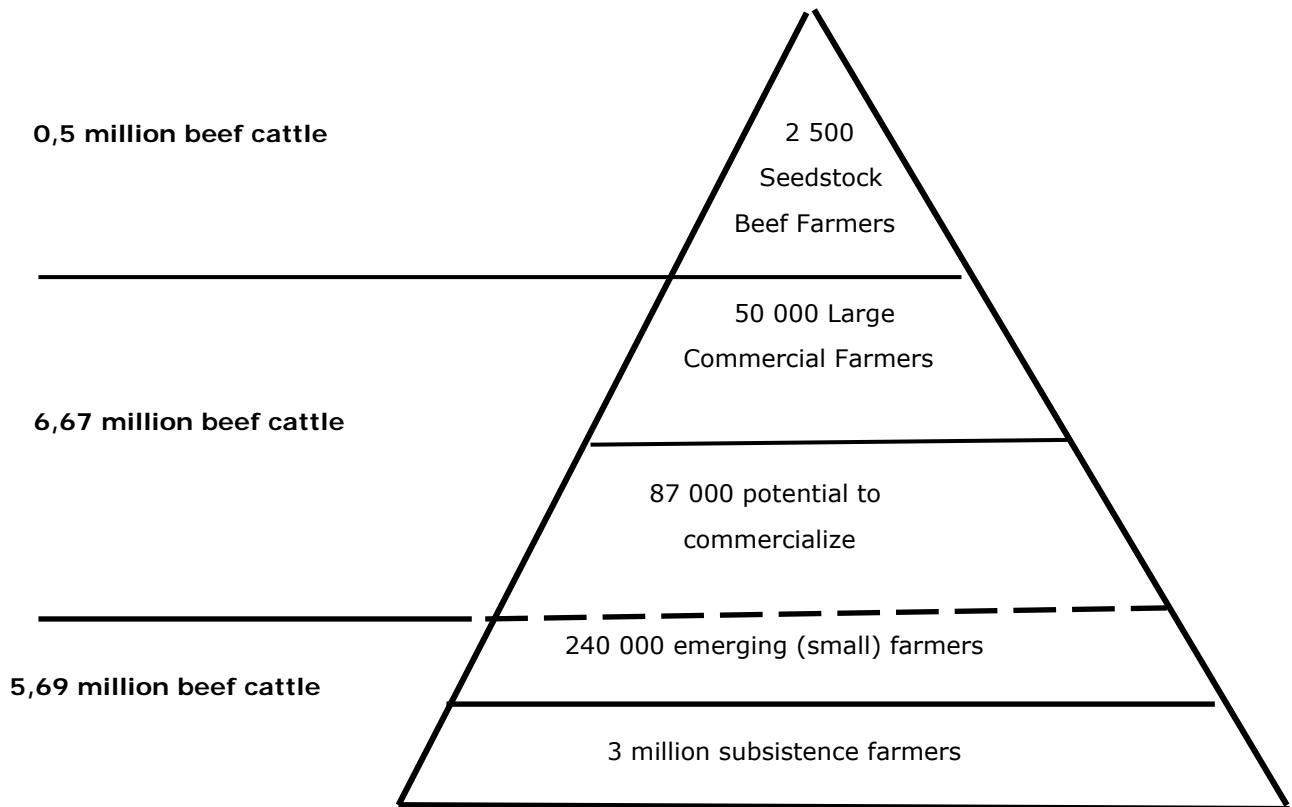 0,5 million beef cattle
2 500
Seedstock
Beef Farmers
50 000 Large
Commercial Farmers
6,67 million beef cattle
87 000 potential to
commercialize
240 000 emerging (small) farmers
5,69 million beef cattle
3 million subsistence farmers